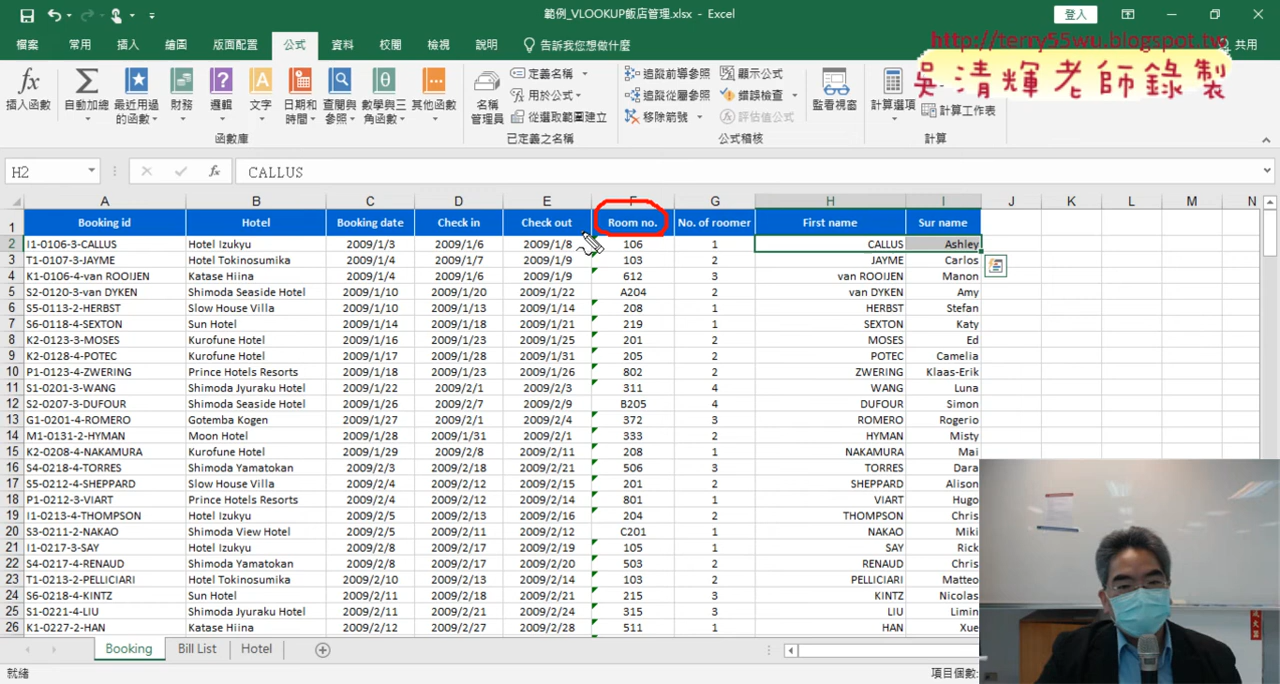 範例_VLOOKUP飯店管理.xlsx - Excel
登入
檔案 常用 插入 繪圖 版面配置 公式 資料 校閱 檢視 說明 告訴我您想做什麼 共用
http://terry55wu.blogspot.tw
吳清輝老師錄製
插入函數 自動加總 最近用過的函數 財務 邏輯 文字 日期和時間 查閱與參照 數學與三角函數 其他函數
函數庫
名稱管理員 定義名稱 用於公式 從選取範圍建立
已定義之名稱
追蹤前導參照 追蹤從屬參照 移除箭號 顯示公式 錯誤檢查 評估值公式
公式稽核
監看視窗
計算選項 計算工作表
計算
H2 fx CALLUS
A B C D E F G H I J K L M N
1 Booking id Hotel Booking date Check in Check out Room no. No. of roomer First name Sur name
2 I1-0106-3-CALLUS Hotel Izukyu 2009/1/3 2009/1/6 2009/1/8 106 1 CALLUS Ashley
3 T1-0107-3-JAYME Hotel Tokinosumika 2009/1/4 2009/1/7 2009/1/9 103 2 JAYME Carlos
4 K1-0106-4-van ROOIJEN Katase Hiina 2009/1/4 2009/1/6 2009/1/9 612 3 van ROOIJEN Manon
5 S2-0120-3-van DYKEN Shimoda Seaside Hotel 2009/1/10 2009/1/20 2009/1/22 A204 2 van DYKEN Amy
6 S5-0113-2-HERBST Slow House Villa 2009/1/10 2009/1/13 2009/1/14 208 1 HERBST Stefan
7 S6-0118-4-SEXTON Sun Hotel 2009/1/14 2009/1/18 2009/1/21 219 1 SEXTON Katy
8 K2-0123-3-MOSES Kurofune Hotel 2009/1/16 2009/1/23 2009/1/25 201 2 MOSES Ed
9 K2-0128-4-POTEC Kurofune Hotel 2009/1/17 2009/1/28 2009/1/31 205 2 POTEC Camelia
10 P1-0123-4-ZWERING Prince Hotels Resorts 2009/1/18 2009/1/23 2009/1/26 802 2 ZWERING Klaas-Erik
11 S1-0201-3-WANG Shimoda Jyuraku Hotel 2009/1/22 2009/2/1 2009/2/3 311 4 WANG Luna
12 S2-0207-3-DUFOUR Shimoda Seaside Hotel 2009/1/26 2009/2/7 2009/2/9 B205 4 DUFOUR Simon
13 G1-0201-4-ROMERO Gotemba Kogen 2009/1/27 2009/2/1 2009/2/4 372 3 ROMERO Rogerio
14 M1-0131-2-HYMAN Moon Hotel 2009/1/28 2009/1/31 2009/2/1 333 2 HYMAN Misty
15 K2-0208-4-NAKAMURA Kurofune Hotel 2009/1/29 2009/2/8 2009/2/11 208 1 NAKAMURA Mai
16 S4-0218-4-TORRES Shimoda Yamatokan 2009/2/3 2009/2/18 2009/2/21 506 3 TORRES Dara
17 S5-0212-4-SHEPPARD Slow House Villa 2009/2/4 2009/2/12 2009/2/15 201 2 SHEPPARD Alison
18 P1-0212-3-VIART Prince Hotels Resorts 2009/2/4 2009/2/12 2009/2/14 801 1 VIART Hugo
19 I1-0213-4-THOMPSON Hotel Izukyu 2009/2/5 2009/2/13 2009/2/16 204 2 THOMPSON Chris
20 S3-0211-2-NAKAO Shimoda View Hotel 2009/2/5 2009/2/11 2009/2/12 C201 2 NAKAO Miki
21 I1-0217-3-SAY Hotel Izukyu 2009/2/8 2009/2/17 2009/2/19 105 1 SAY Rick
22 S4-0217-4-RENAUD Shimoda Yamatokan 2009/2/8 2009/2/17 2009/2/20 503 2 RENAUD Chris
23 T1-0213-2-PELLICIARI Hotel Tokinosumika 2009/2/10 2009/2/13 2009/2/14 103 2 PELLICIARI Matteo
24 S6-0218-4-KINTZ Sun Hotel 2009/2/11 2009/2/18 2009/2/21 215 3 KINTZ Nicolas
25 S1-0221-4-LIU Shimoda Jyuraku Hotel 2009/2/11 2009/2/21 2009/2/24 315 3 LIU Limin
26 K1-0227-2-HAN Katase Hiina 2009/2/12 2009/2/27 2009/2/28 511 1 HAN Xue
Booking Bill List Hotel
就緒 項目個數: